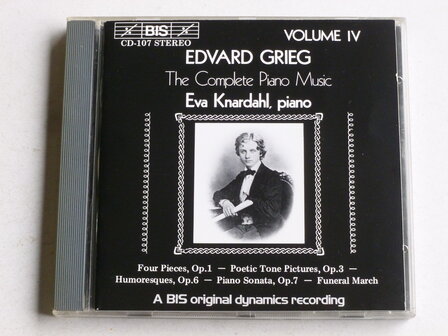 BIS
CD-107 STEREO
VOLUME IV
EDVARD GRIEG
The Complete Piano Music
Eva Knardahl, piano
Four Pieces, Op.1 — Poetic Tone Pictures, Op.3 —
Humoresques, Op.6 — Piano Sonata, Op.7 — Funeral March
A BIS original dynamics recording